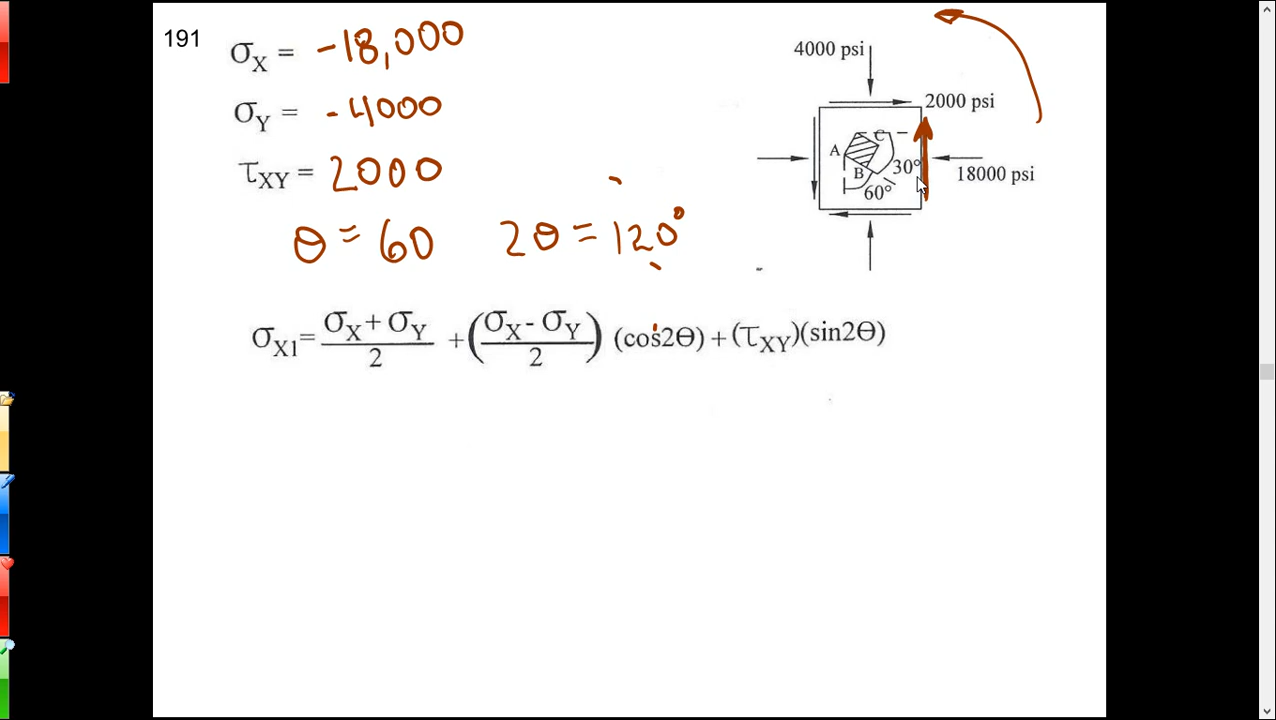 191
σX = -18,000
σY = -4000
τXY = 2000
θ = 60 2θ = 120°
σX1 = σX + σY / 2 + (σX - σY / 2) (cos2θ) + (τXY)(sin2θ)
4000 psi
2000 psi
A
C
B
30°
60°
18000 psi